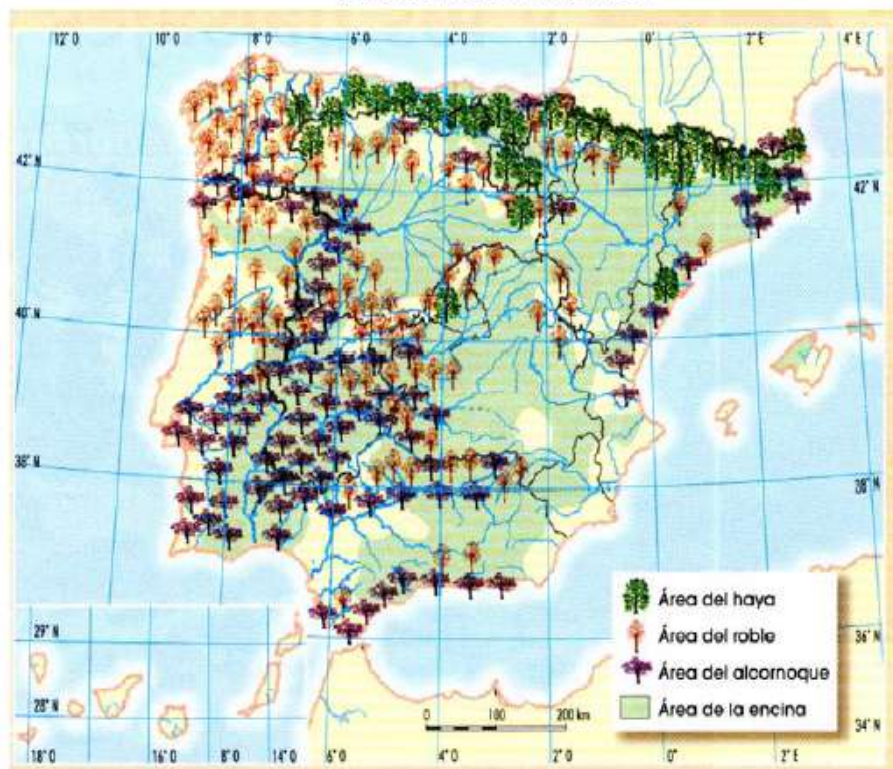 12° O 10° O 8° O 6° O 4° O 2° O 0° 2° E 4° E
42° N 42° N
40° N 40° N
38° N 38° N
Área del haya
Área del roble
Área del alcornoque
Área de la encina
29° N
28° N
36° N
34° N
0 100 200 km
18° O 16° O 14° O 6° O 4° O 2° O 0° 2° E